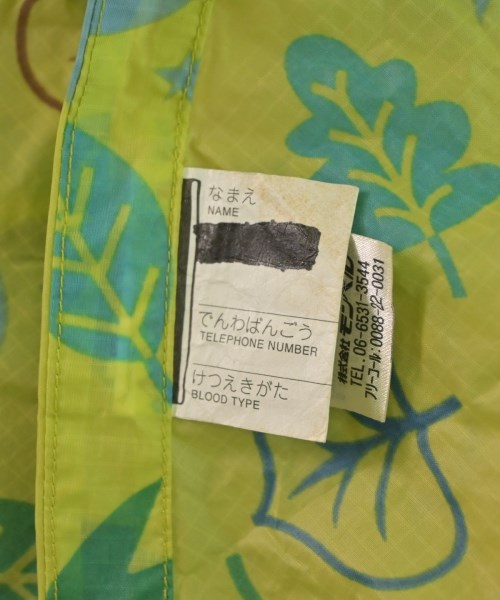 なまえ
NAME
でんわばんごう
TELEPHONE NUMBER
けつえきがた
BLOOD TYPE
株式会社 モンベル
TEL. 06-6531-3544
フリーコール. 0088-22-0031